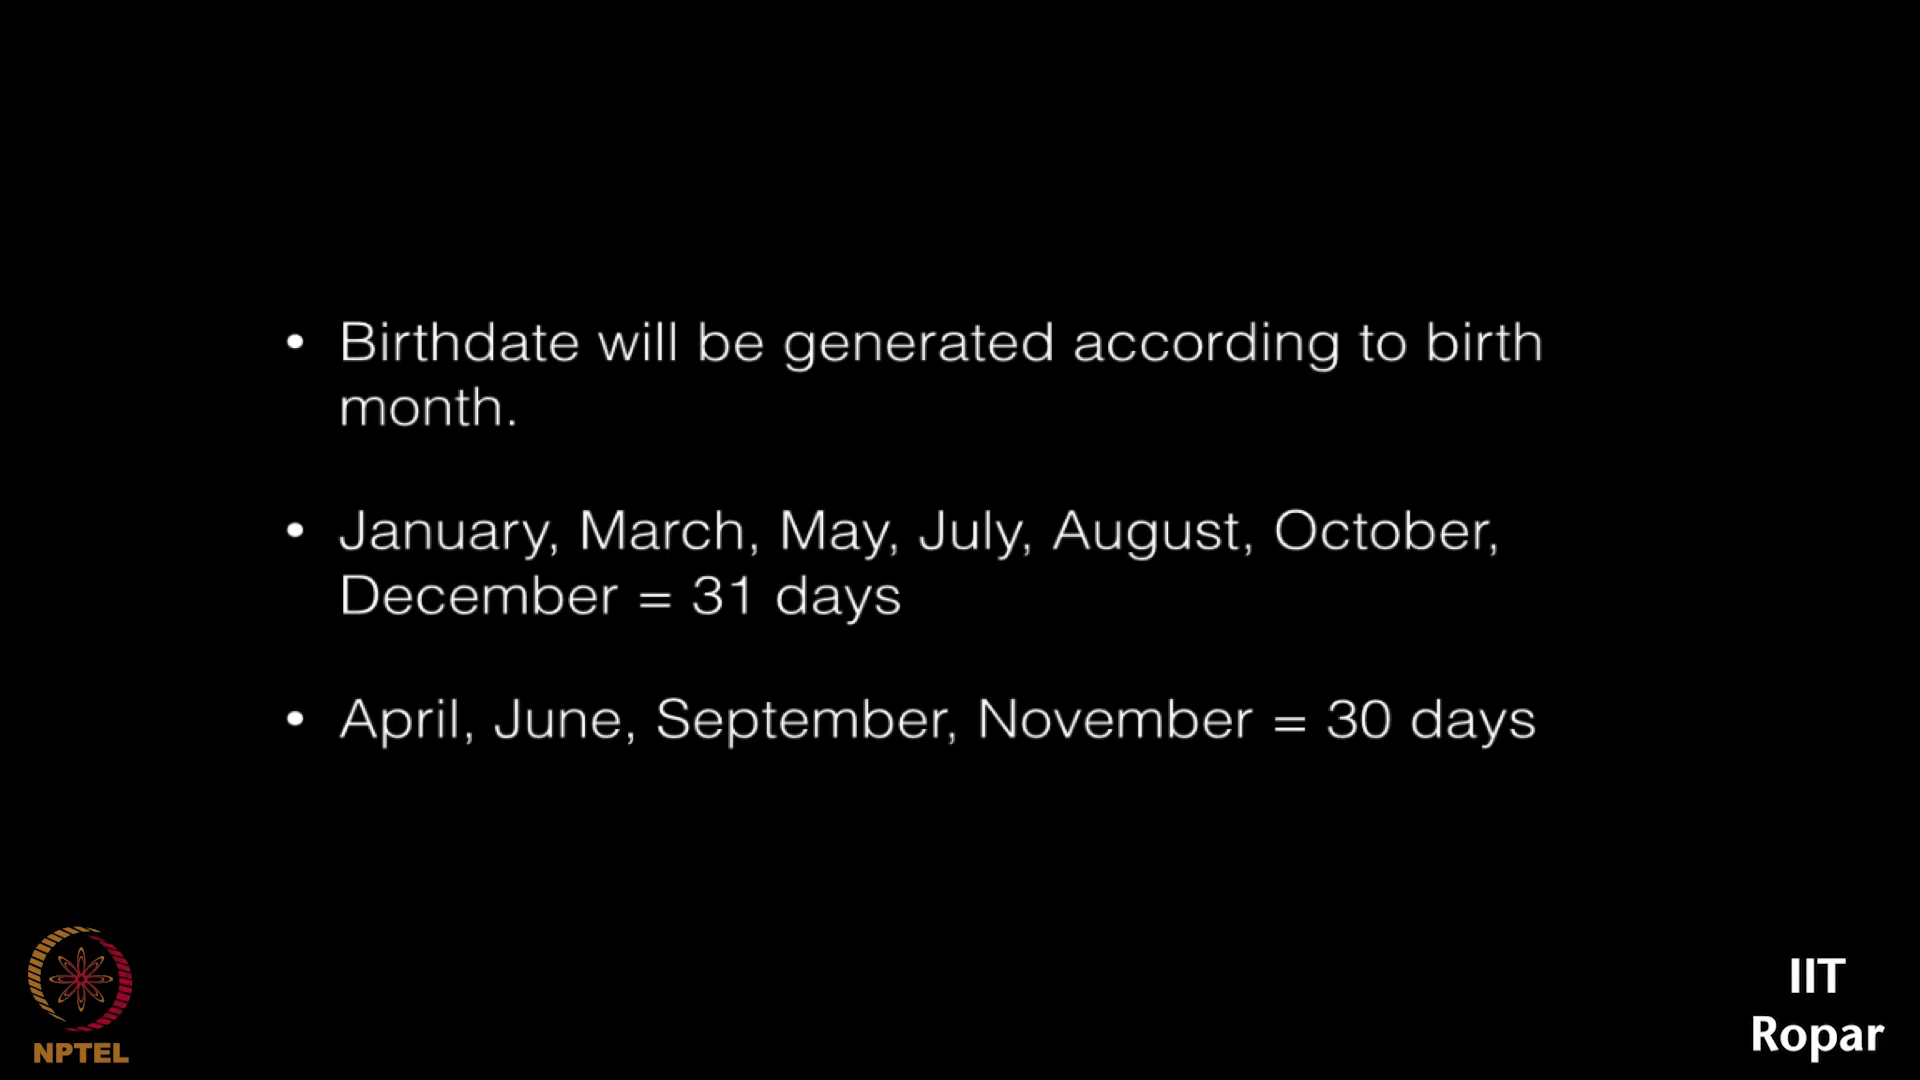 • Birthdate will be generated according to birth
month.
• January, March, May, July, August, October,
December = 31 days
• April, June, September, November = 30 days
NPTEL
IIT
Ropar